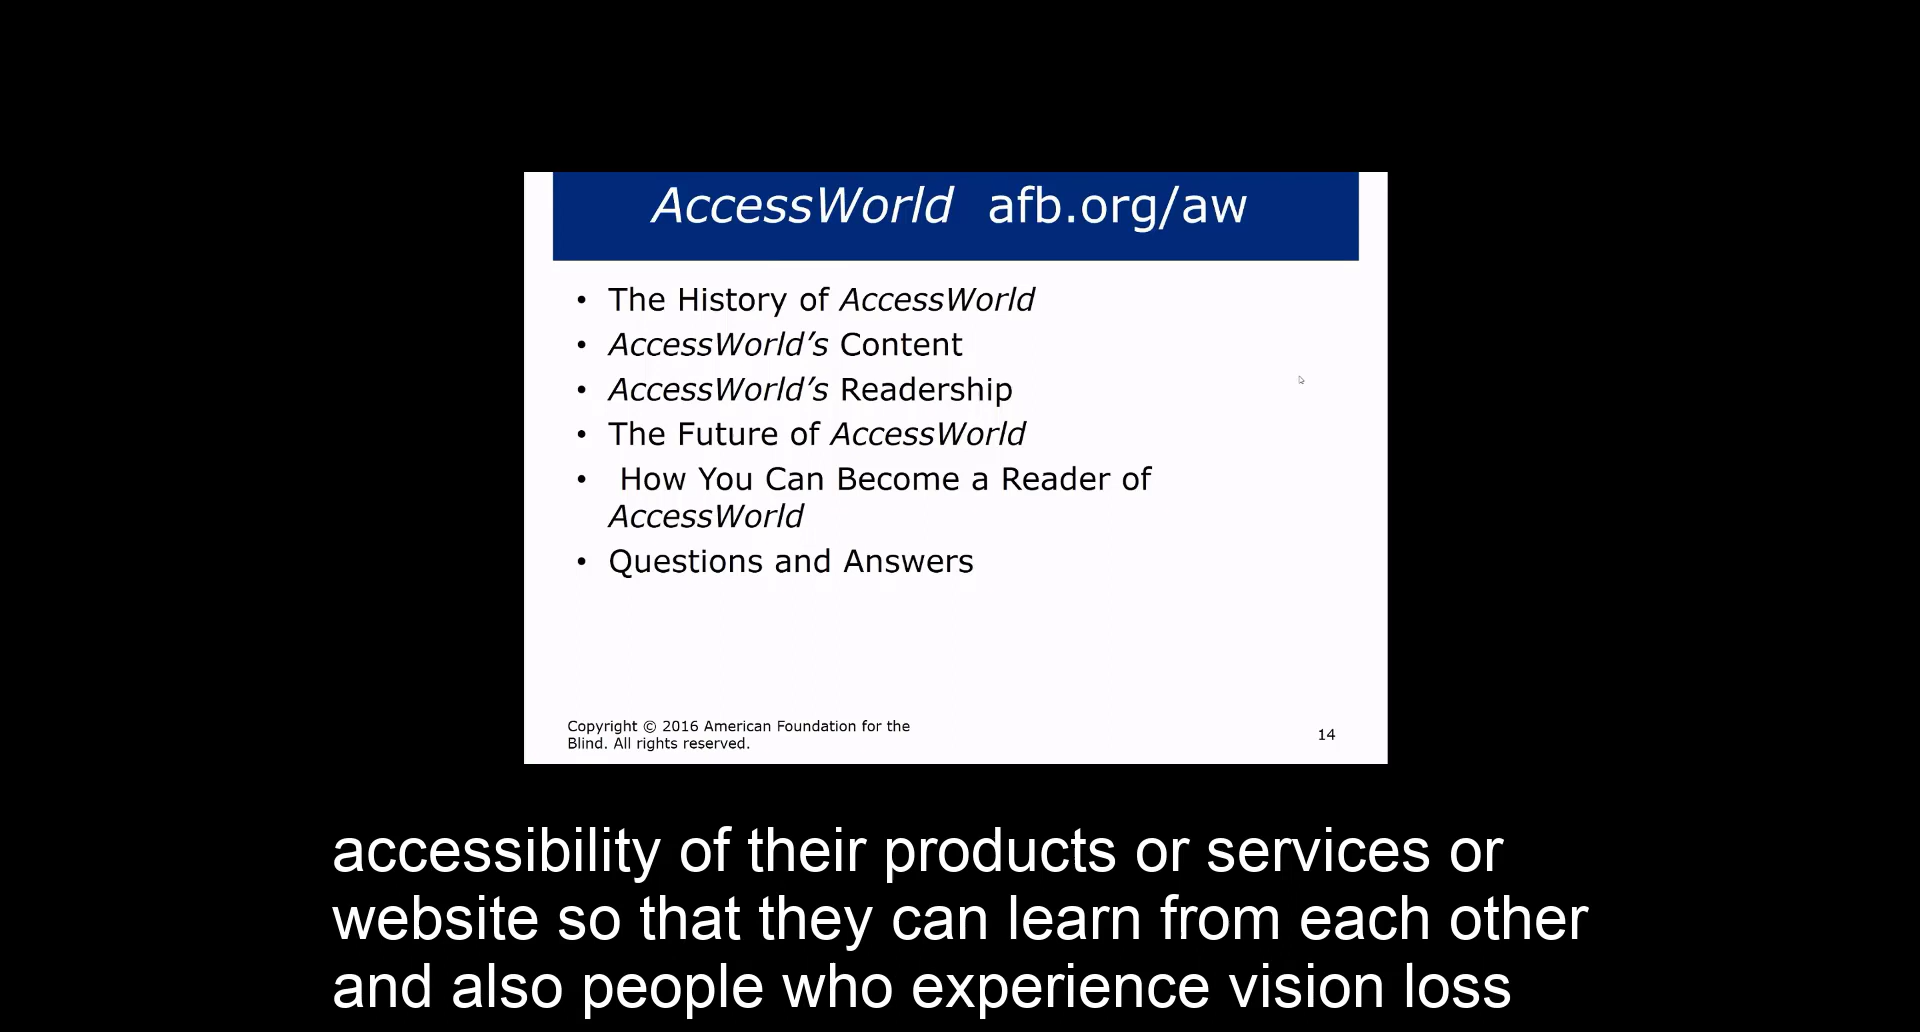 AccessWorld afb.org/aw
• The History of AccessWorld
• AccessWorld’s Content
• AccessWorld’s Readership
• The Future of AccessWorld
• How You Can Become a Reader of
AccessWorld
• Questions and Answers
Copyright © 2016 American Foundation for the
Blind. All rights reserved.
14
accessibility of their products or services or
website so that they can learn from each other
and also people who experience vision loss